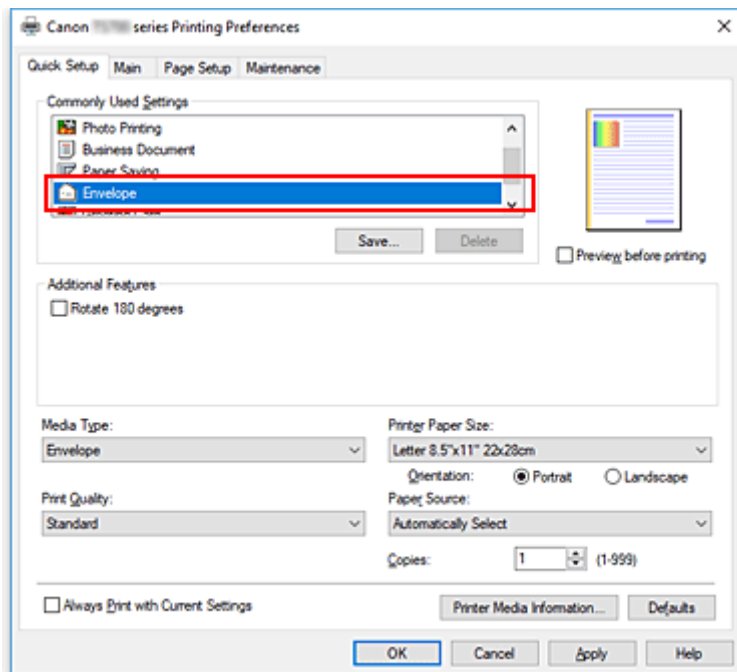 Canon series Printing Preferences
Quick Setup Main Page Setup Maintenance
Commonly Used Settings
Photo Printing
Business Document
Paper Saving
Envelope
Save... Delete
Preview before printing
Additional Features
Rotate 180 degrees
Media Type:
Envelope
Printer Paper Size:
Letter 8.5"x11" 22x28cm
Orientation: Portrait Landscape
Print Quality:
Standard
Paper Source:
Automatically Select
Copies: 1 (1-999)
Always Print with Current Settings
Printer Media Information... Defaults
OK Cancel Apply Help